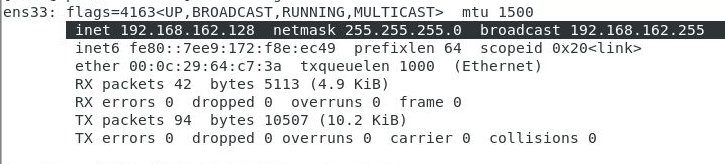 ens33: flags=4163<UP,BROADCAST,RUNNING,MULTICAST>  mtu 1500
inet 192.168.162.128  netmask 255.255.255.0  broadcast 192.168.162.255
inet6 fe80::7ee9:172:f8e:ec49  prefixlen 64  scopeid 0x20<link>
ether 00:0c:29:64:c7:3a  txqueuelen 1000  (Ethernet)
RX packets 42  bytes 5113 (4.9 KiB)
RX errors 0  dropped 0  overruns 0  frame 0
TX packets 94  bytes 10507 (10.2 KiB)
TX errors 0  dropped 0 overruns 0  carrier 0  collisions 0